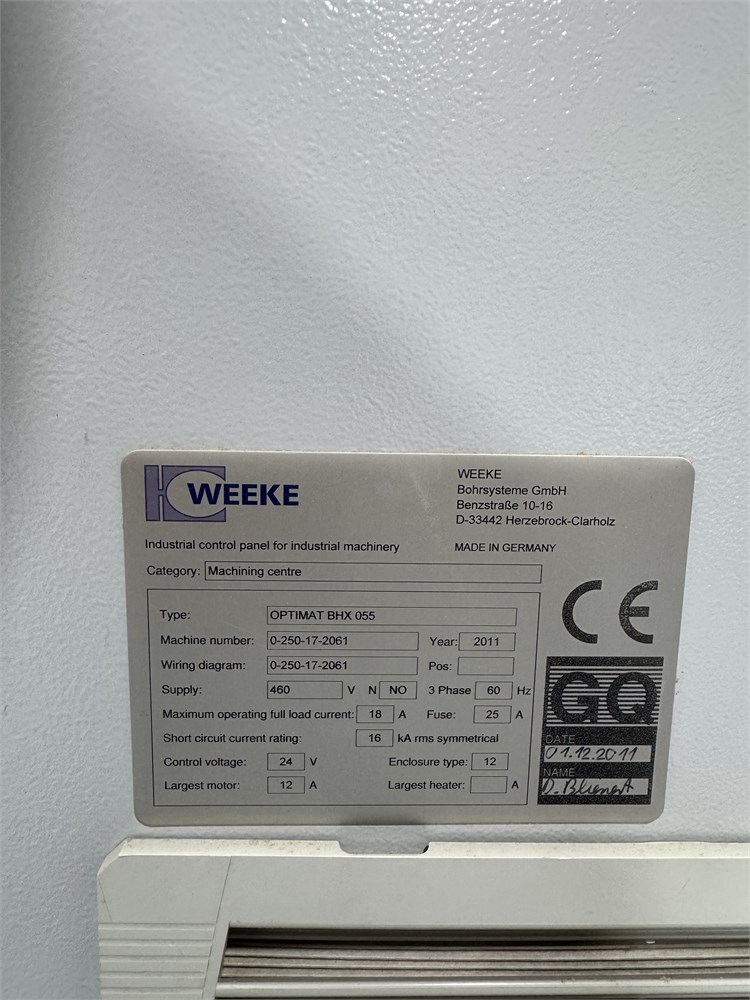 WEEKE
WEEKE
Bohrsysteme GmbH
Benzstraße 10-16
D-33442 Herzebrock-Clarholz
Industrial control panel for industrial machinery
MADE IN GERMANY
Category: Machining centre
Type: OPTIMAT BHX 055
Machine number: 0-250-17-2061 Year: 2011
Wiring diagram: 0-250-17-2061 Pos:
Supply: 460 V N NO 3 Phase 60 Hz
Maximum operating full load current: 18 A Fuse: 25 A
Short circuit current rating: 16 kA rms symmetrical
Control voltage: 24 V Enclosure type: 12
Largest motor: 12 A Largest heater: A
CE
GQ
DATE
01.12.2011
NAME
D.